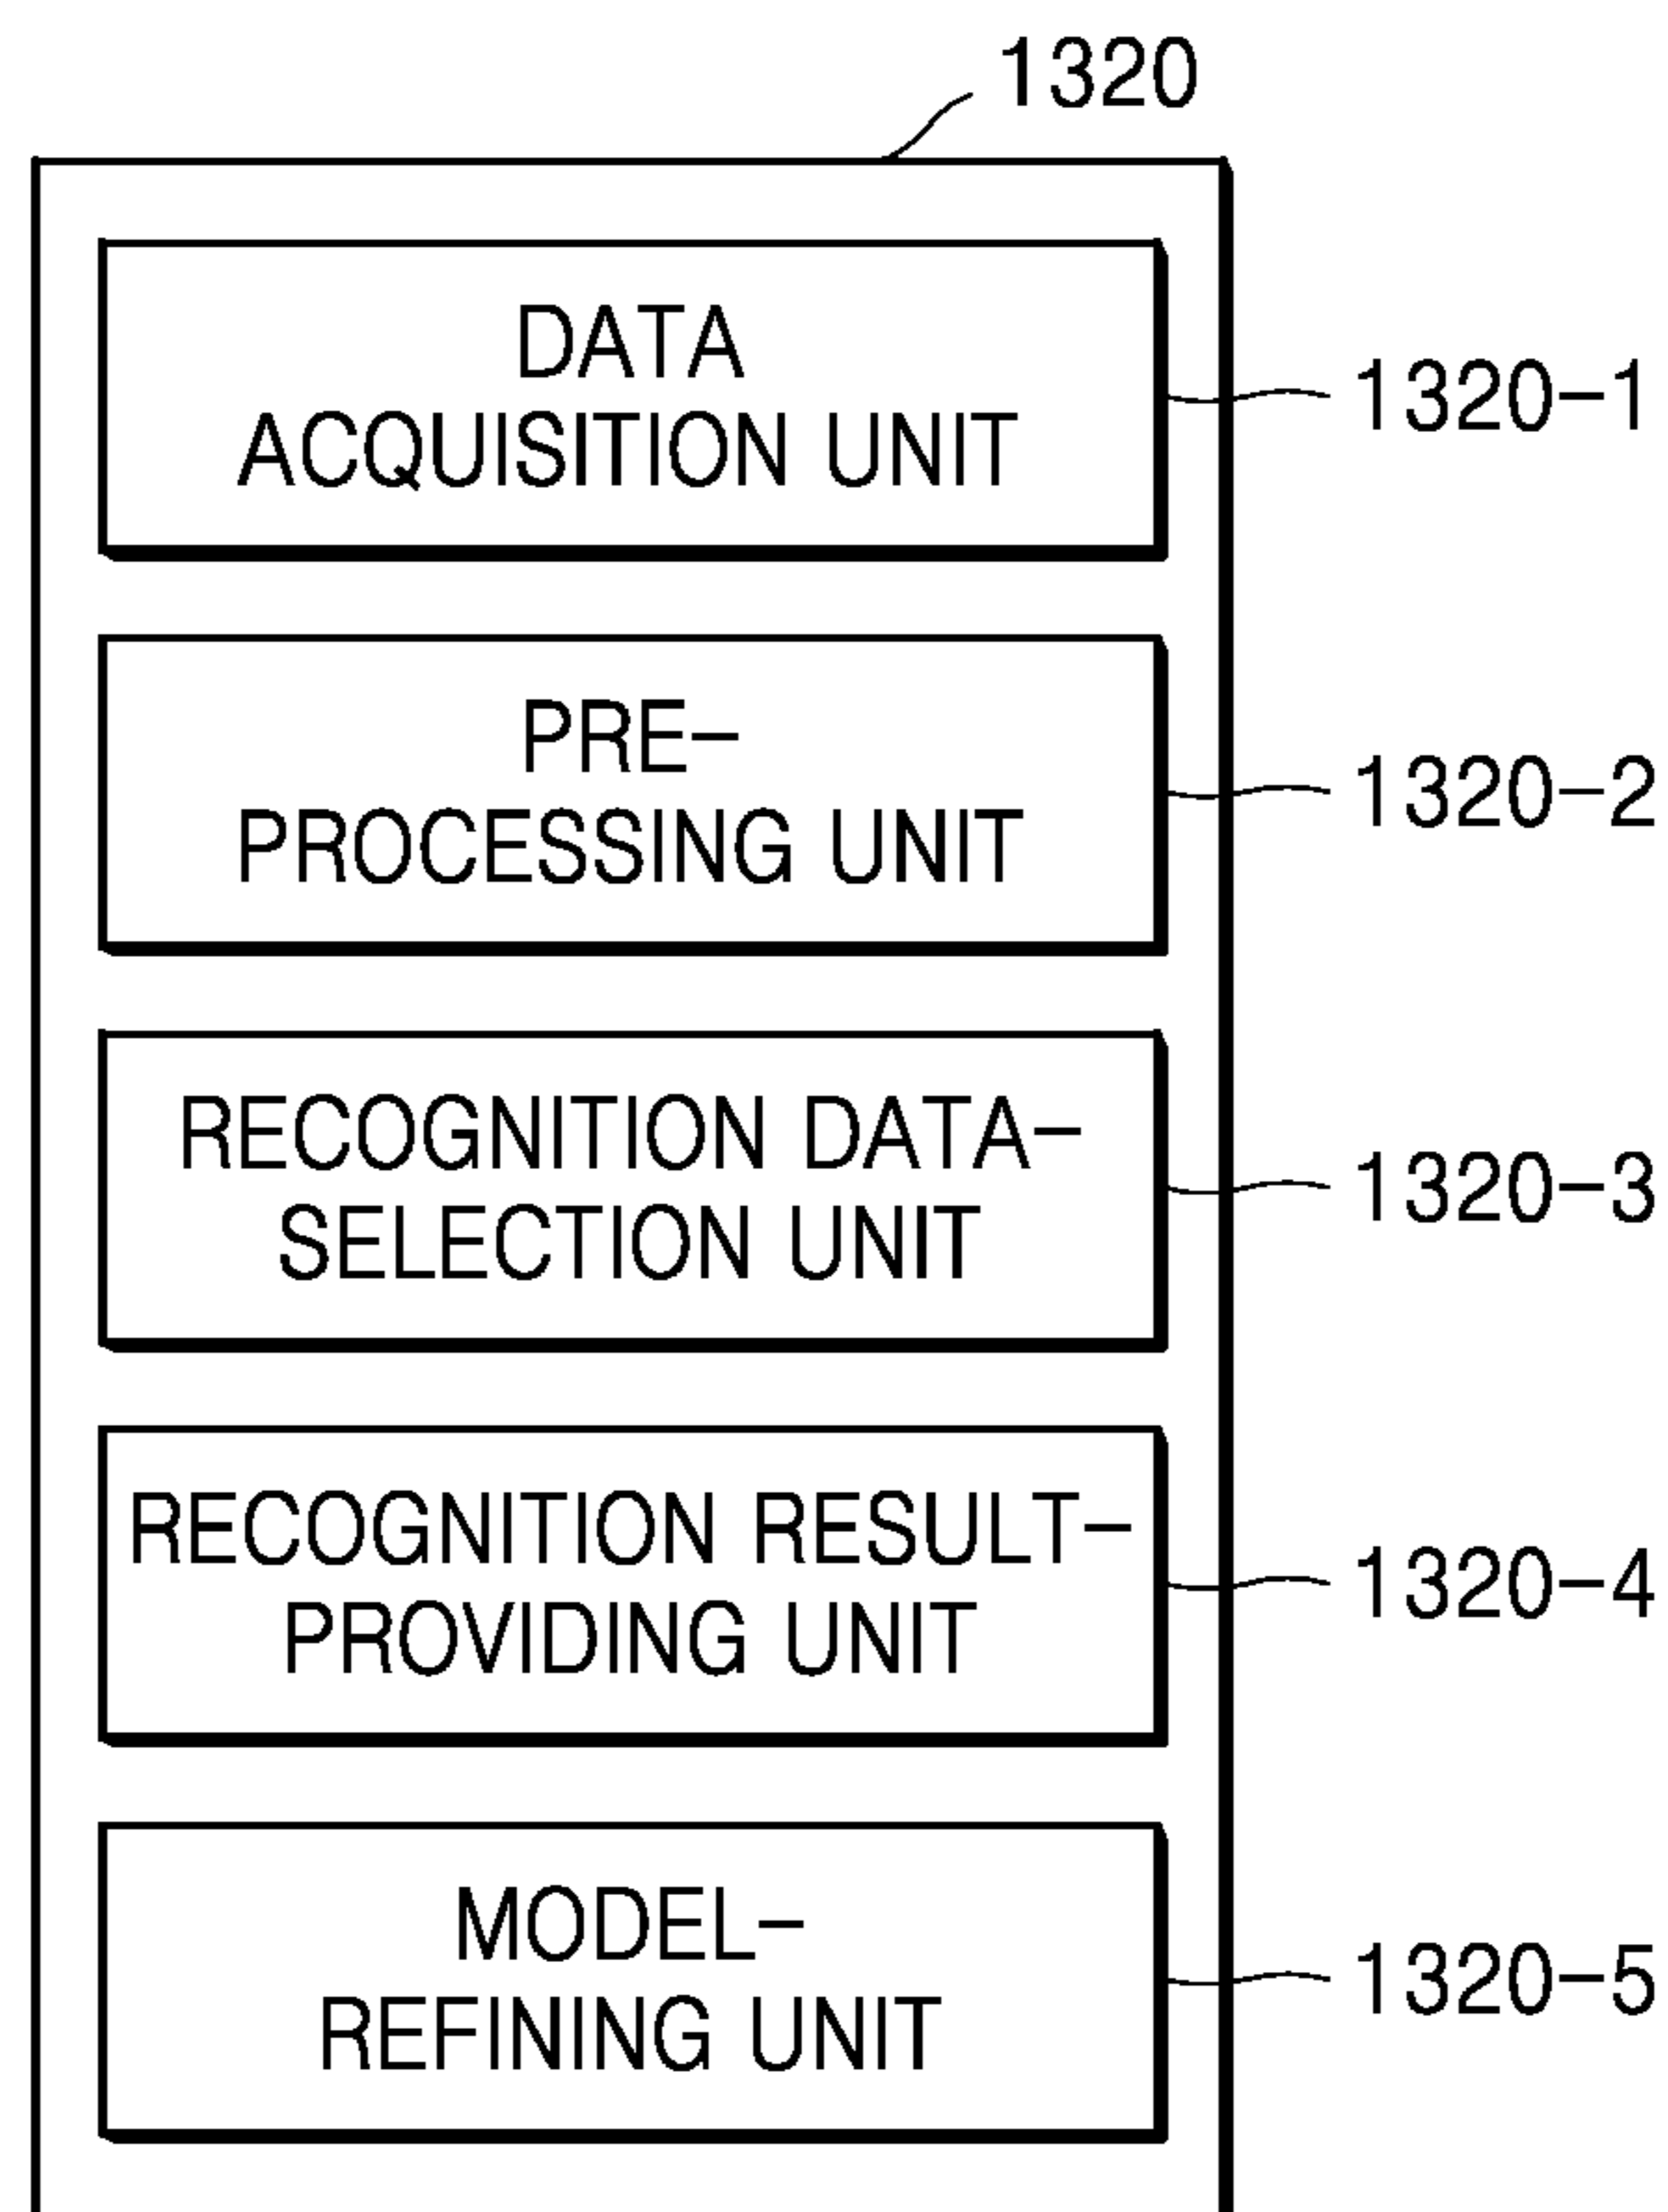 1320
DATA
ACQUISITION UNIT
1320-1
PRE-
PROCESSING UNIT
1320-2
RECOGNITION DATA-
SELECTION UNIT
1320-3
RECOGNITION RESULT-
PROVIDING UNIT
1320-4
MODEL-
REFINING UNIT
1320-5